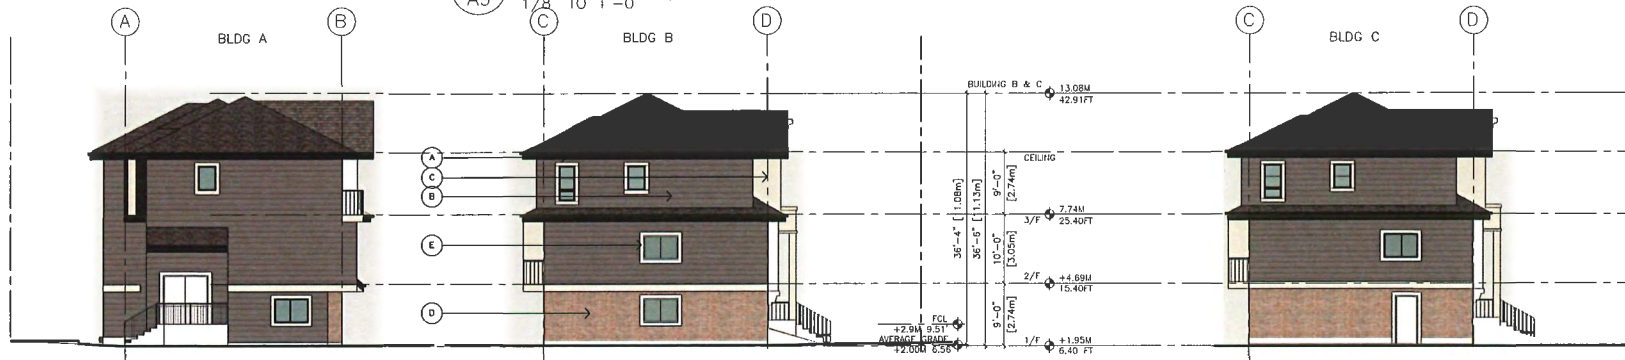 A5
1/8" TO 1'-0"
A
B
C
D
C
D
BLDG A
BLDG B
BLDG C
BUILDING B & C
13.08M
42.91FT
A
C
B
E
D
CEILING
36'-4" [11.08m]
36'-6" [11.13m]
9'-0"
[2.74m]
10'-0"
[3.05m]
9'-0"
[2.74m]
7.74M
3/F 25.40FT
2/F +4.69M
15.40FT
FCL
+2.9M 9.51'
AVERAGE GRADE
+2.00M 6.56'
1/F +1.95M
6.40 FT